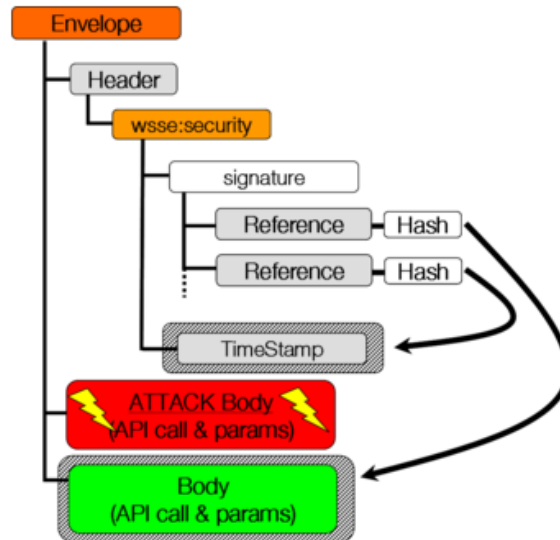 Envelope
Header
wsse:security
signature
Reference
Hash
Reference
Hash
TimeStamp
ATTACK Body
(API call & params)
Body
(API call & params)